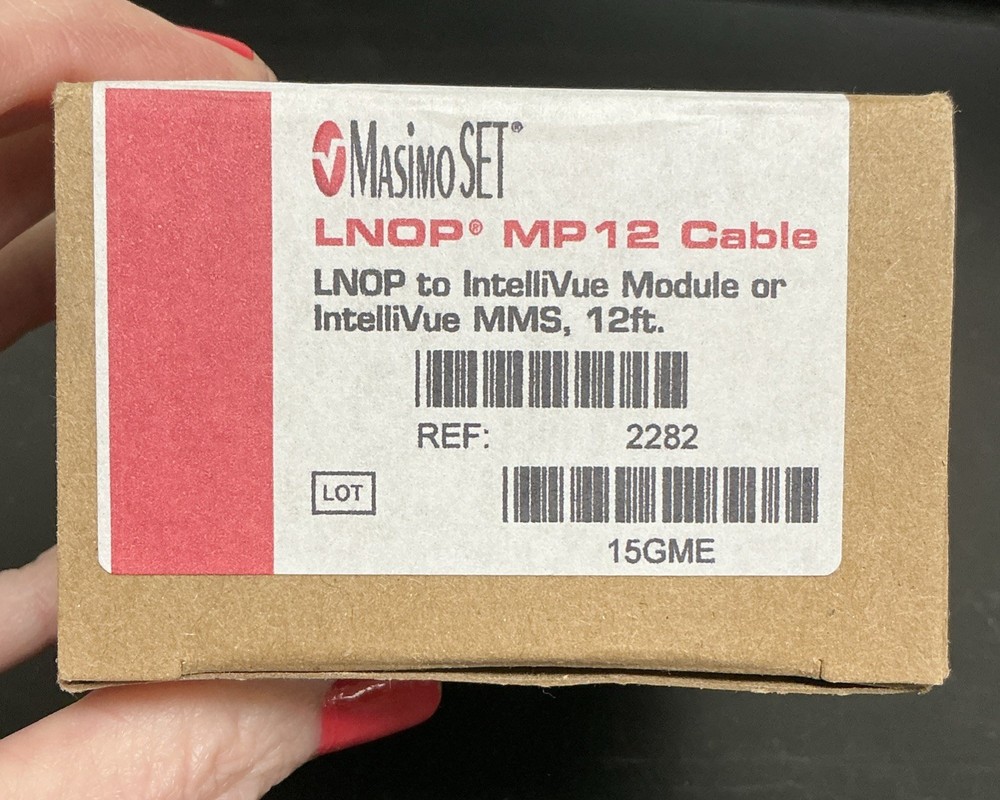 Masimo SET®
LNOP® MP12 Cable
LNOP to IntelliVue Module or
IntelliVue MMS, 12ft.
REF: 2282
LOT
15GME